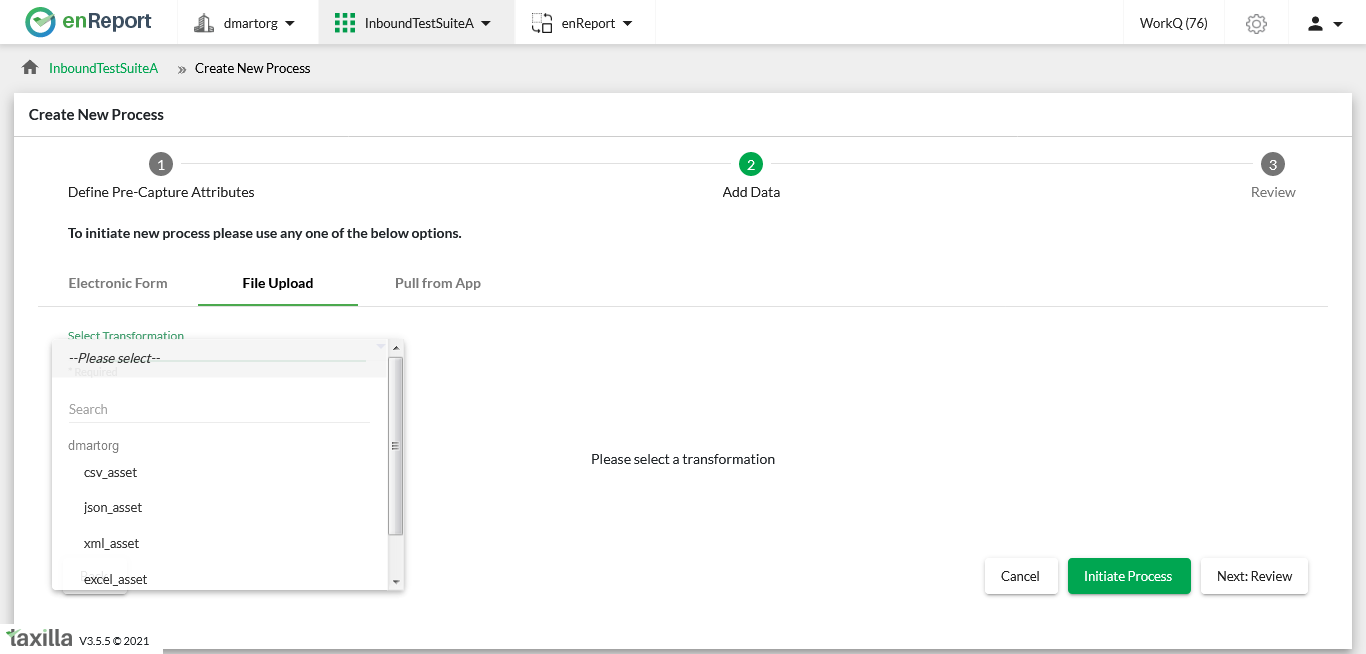 enReport
dmartorg
InboundTestSuiteA
enReport
WorkQ (76)
InboundTestSuiteA » Create New Process
Create New Process
1
2
3
Define Pre-Capture Attributes
Add Data
Review
To initiate new process please use any one of the below options.
Electronic Form
File Upload
Pull from App
Select Transformation
--Please select--
* Required
Search
dmartorg
csv_asset
json_asset
xml_asset
excel_asset
Please select a transformation
Cancel
Initiate Process
Next: Review
taxilla V3.5.5 © 2021